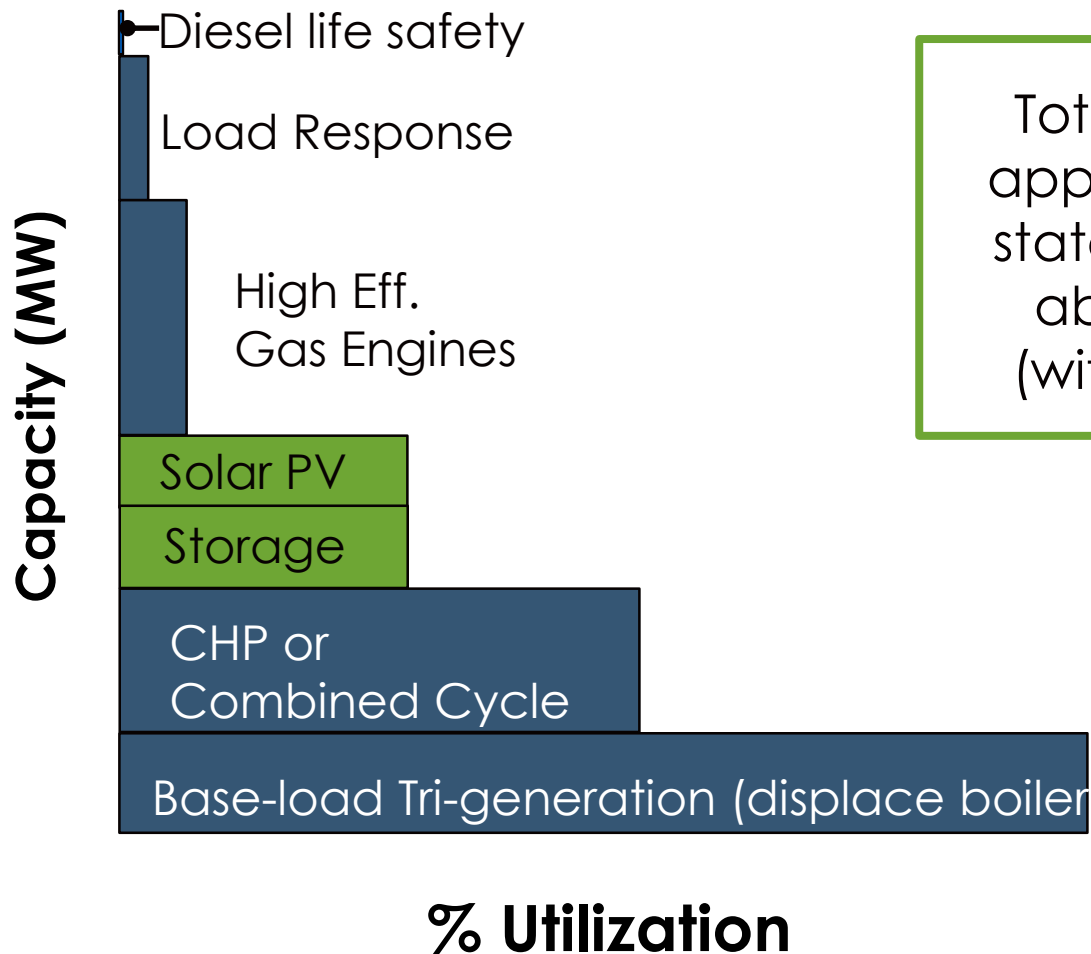 Diesel life safety
Load Response
High Eff.
Gas Engines
Solar PV
Storage
CHP or
Combined Cycle
Base-load Tri-generation (displace boiler
Capacity (MW)
% Utilization
(